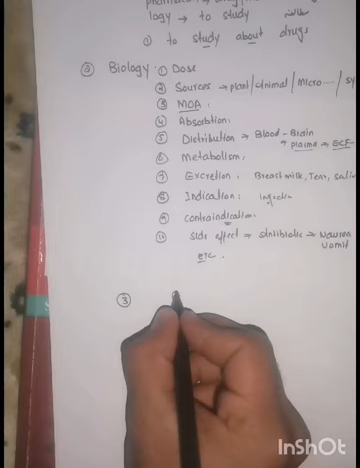 logy → to study
① to study about drugs
② Biology: ① Dose
② Sources → plant/animal/Micro.../sy
③ MOA:
④ Absorption:
⑤ Distribution → Blood-Brain
→ plasma → ECF-
⑥ Metabolism:
⑦ Excretion: Breast milk, Tear, Saliv
⑧ Indication: Infection
⑨ contraindication:
⑩ Side effect → Antibiotic →
vomit
etc.
③
InShOt